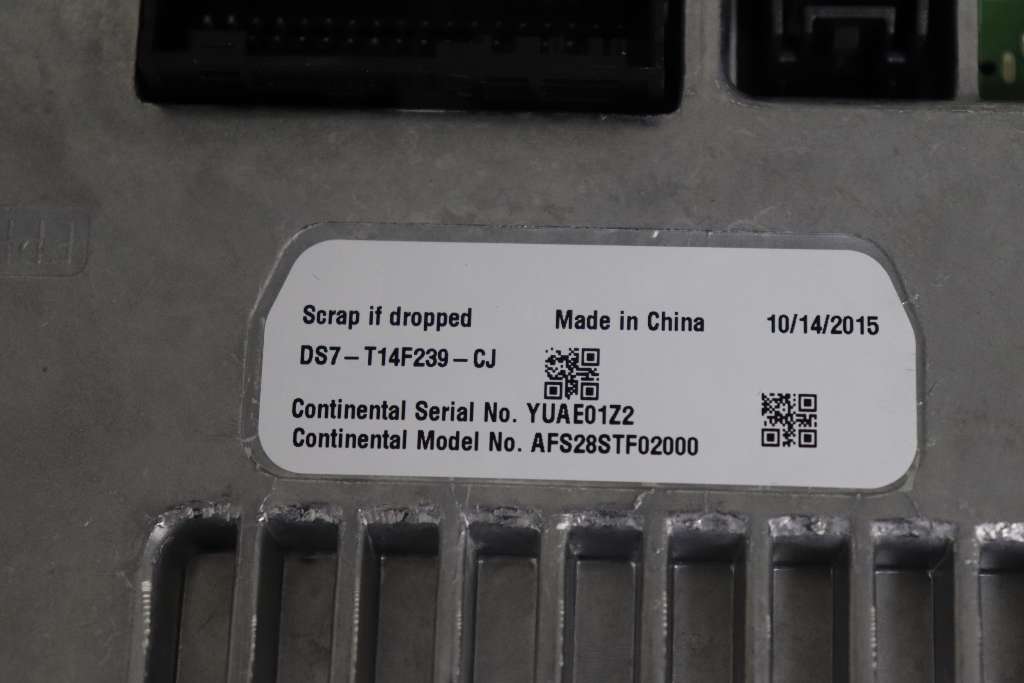 Scrap if dropped Made in China 10/14/2015
DS7-T14F239-CJ
Continental Serial No. YUAE01Z2
Continental Model No. AFS28STF02000